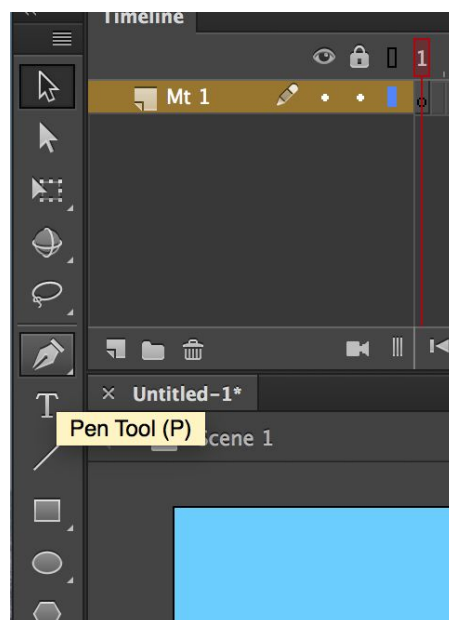 Timeline
1
Mt 1
× Untitled-1*
T
Pen Tool (P)
Scene 1